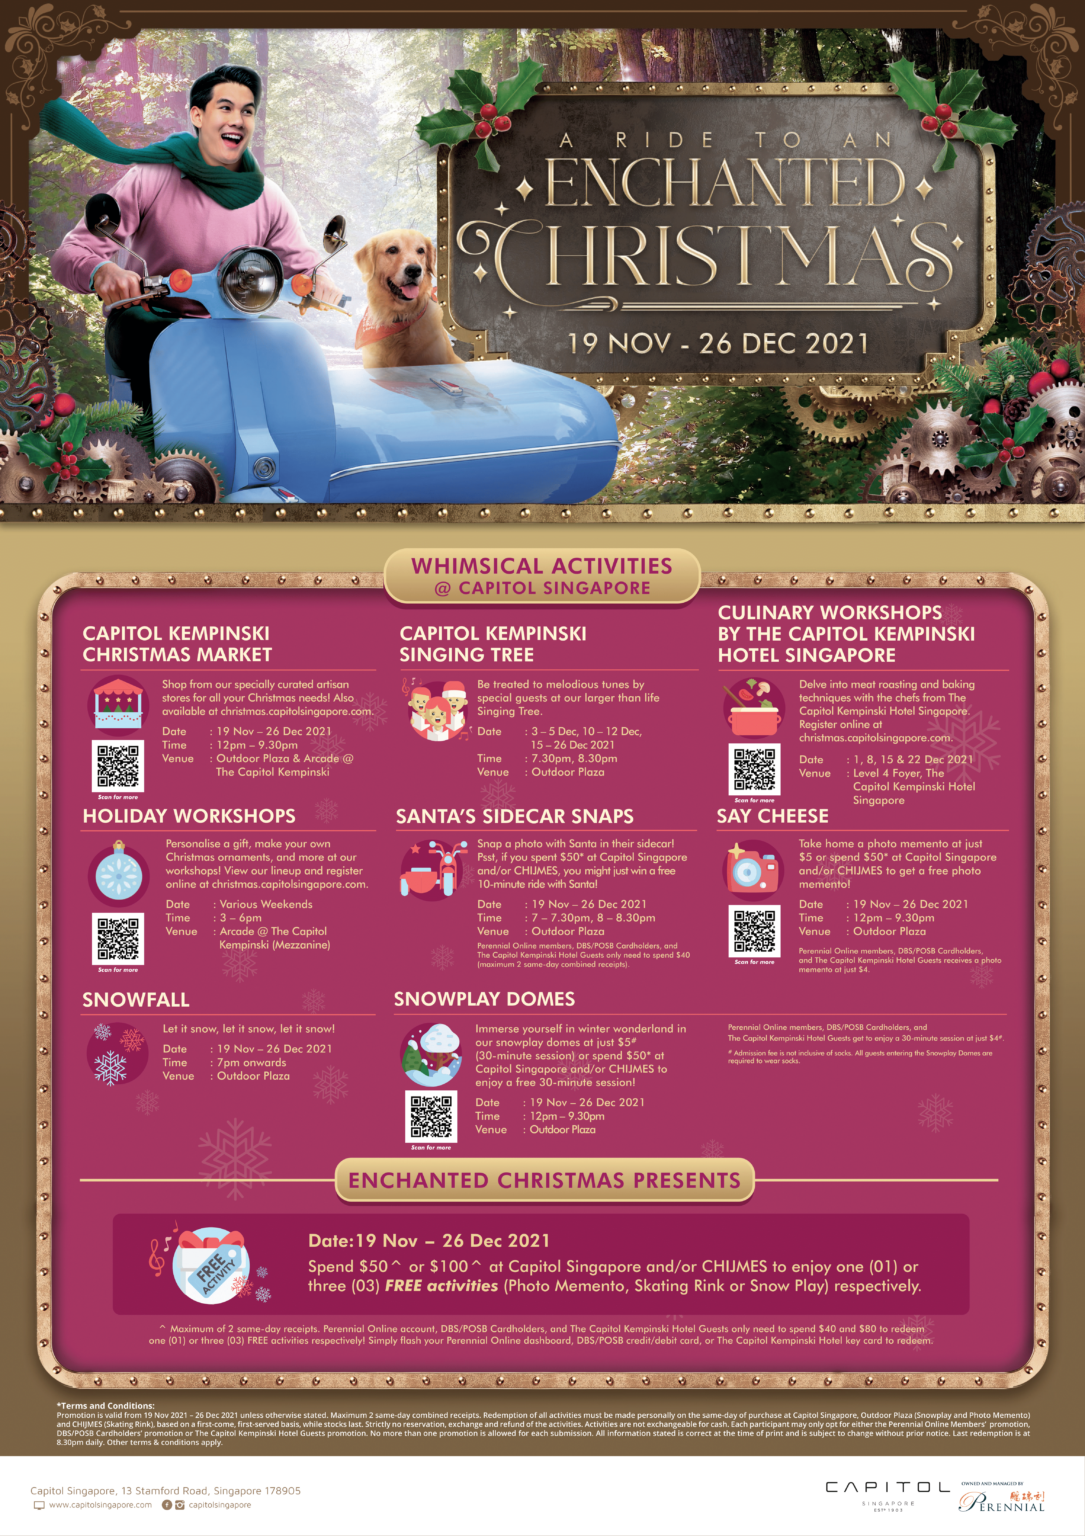 A RIDE TO AN
ENCHANTED
CHRISTMAS
19 NOV - 26 DEC 2021
WHIMSICAL ACTIVITIES
@ CAPITOL SINGAPORE
CAPITOL KEMPINSKI
CHRISTMAS MARKET
Shop from our specially curated artisan
stores for all your Christmas needs! Also
available at christmas.capitolsingapore.com.
Date : 19 Nov – 26 Dec 2021
Time : 12pm – 9.30pm
Venue : Outdoor Plaza & Arcade @
The Capitol Kempinski
Scan for more
CAPITOL KEMPINSKI
SINGING TREE
Be treated to melodious tunes by
special guests at our larger than life
Singing Tree.
Date : 3 – 5 Dec, 10 – 12 Dec,
15 – 26 Dec 2021
Time : 7.30pm, 8.30pm
Venue : Outdoor Plaza
CULINARY WORKSHOPS
BY THE CAPITOL KEMPINSKI
HOTEL SINGAPORE
Delve into meat roasting and baking
techniques with the chefs from The
Capitol Kempinski Hotel Singapore.
Register online at
christmas.capitolsingapore.com.
Date : 1, 8, 15 & 22 Dec 2021
Venue : Level 4 Foyer, The
Capitol Kempinski Hotel
Singapore
Scan for more
HOLIDAY WORKSHOPS
Personalise a gift, make your own
Christmas ornaments, and more at our
workshops! View our lineup and register
online at christmas.capitolsingapore.com.
Date : Various Weekends
Time : 3 – 6pm
Venue : Arcade @ The Capitol
Kempinski (Mezzanine)
Scan for more
SANTA'S SIDECAR SNAPS
Snap a photo with Santa in their sidecar!
Psst, if you spent $50* at Capitol Singapore
and/or CHIJMES, you might just win a free
10-minute ride with Santa!
Date : 19 Nov – 26 Dec 2021
Time : 7 – 7.30pm, 8 – 8.30pm
Venue : Outdoor Plaza
Perennial Online members, DBS/POSB Cardholders, and
The Capitol Kempinski Hotel Guests only need to spend $40
(maximum 2 same-day combined receipts).
SAY CHEESE
Take home a photo memento at just
$5 or spend $50* at Capitol Singapore
and/or CHIJMES to get a free photo
memento!
Date : 19 Nov – 26 Dec 2021
Time : 12pm – 9.30pm
Venue : Outdoor Plaza
Perennial Online members, DBS/POSB Cardholders,
and The Capitol Kempinski Hotel Guests receives a photo
memento at just $4.
Scan for more
SNOWFALL
Let it snow, let it snow, let it snow!
Date : 19 Nov – 26 Dec 2021
Time : 7pm onwards
Venue : Outdoor Plaza
SNOWPLAY DOMES
Immerse yourself in winter wonderland in
our snowplay domes at just $5#
(30-minute session) or spend $50* at
Capitol Singapore and/or CHIJMES to
enjoy a free 30-minute session!
Date : 19 Nov – 26 Dec 2021
Time : 12pm – 9.30pm
Venue : Outdoor Plaza
Scan for more
Perennial Online members, DBS/POSB Cardholders, and
The Capitol Kempinski Hotel Guests get to enjoy a 30-minute session at just $4#.
# Admission fee is not inclusive of socks. All guests entering the Snowplay Domes are
required to wear socks.
ENCHANTED CHRISTMAS PRESENTS
FREE
ACTIVITY
Date:19 Nov – 26 Dec 2021
Spend $50^ or $100^ at Capitol Singapore and/or CHIJMES to enjoy one (01) or
three (03) FREE activities (Photo Memento, Skating Rink or Snow Play) respectively.
^ Maximum of 2 same-day receipts. Perennial Online account, DBS/POSB Cardholders, and The Capitol Kempinski Hotel Guests only need to spend $40 and $80 to redeem
one (01) or three (03) FREE activities respectively! Simply flash your Perennial Online dashboard, DBS/POSB credit/debit card, or The Capitol Kempinski Hotel key card to redeem.
*Terms and Conditions:
Promotion is valid from 19 Nov 2021 – 26 Dec 2021 unless otherwise stated. Maximum 2 same-day combined receipts. Redemption of all activities must be made personally on the same-day of purchase at Capitol Singapore, Outdoor Plaza (Snowplay and Photo Memento)
and CHIJMES (Skating Rink), based on a first-come, first-served basis, while stocks last. Strictly no reservation, exchange and refund of the activities. Activities are not exchangeable for cash. Each participant may only opt for either the Perennial Online Members' promotion,
DBS/POSB Cardholders' promotion or The Capitol Kempinski Hotel Guests promotion. No more than one promotion is allowed for each submission. All information stated is correct at the time of print and is subject to change without prior notice. Last redemption is at
8.30pm daily. Other terms & conditions apply.
Capitol Singapore, 13 Stamford Road, Singapore 178905
www.capitolsingapore.com capitolsingapore
CAPITOL
SINGAPORE
ESTD 1903
OWNED AND MANAGED BY
PERENNIAL